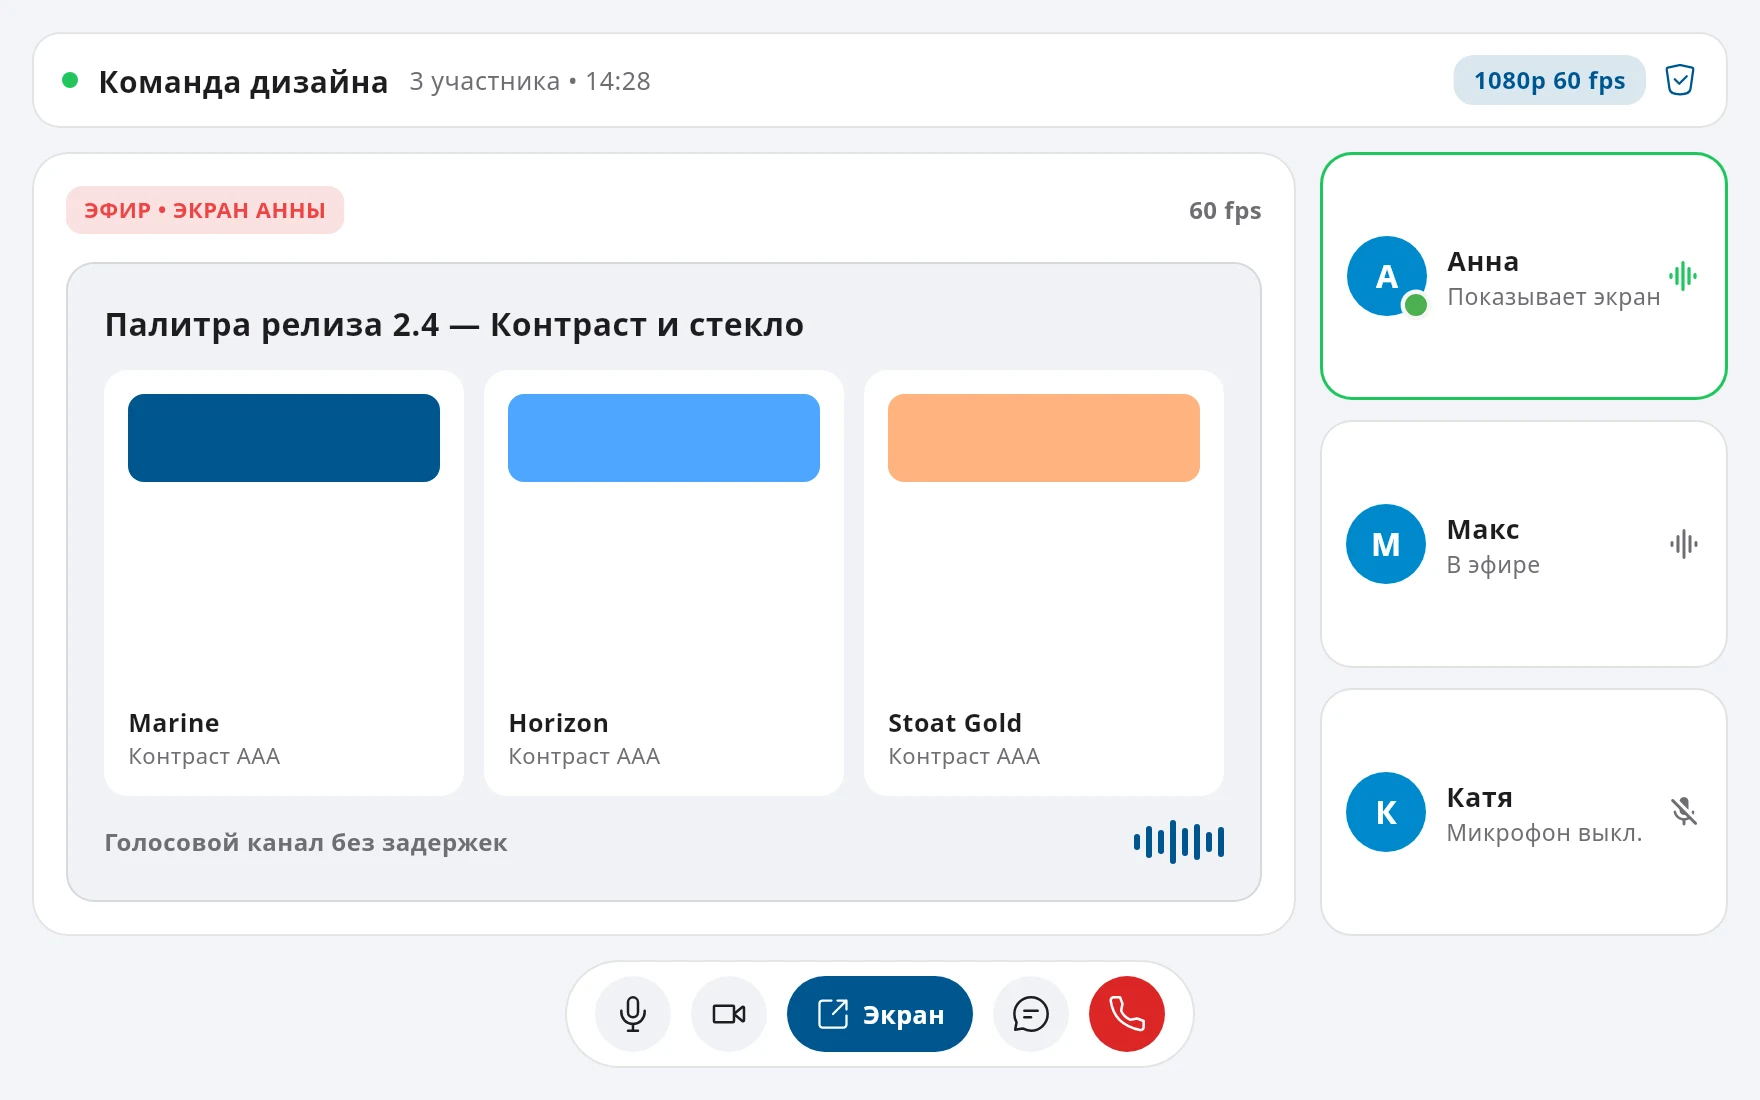 Команда дизайна
3 участника • 14:28
1080p 60 fps
ЭФИР • ЭКРАН АННЫ
60 fps
Палитра релиза 2.4 — Контраст и стекло
Marine
Контраст AAA
Horizon
Контраст AAA
Stoat Gold
Контраст AAA
Голосовой канал без задержек
А
Анна
Показывает экран
М
Макс
В эфире
К
Катя
Микрофон выкл.
Экран